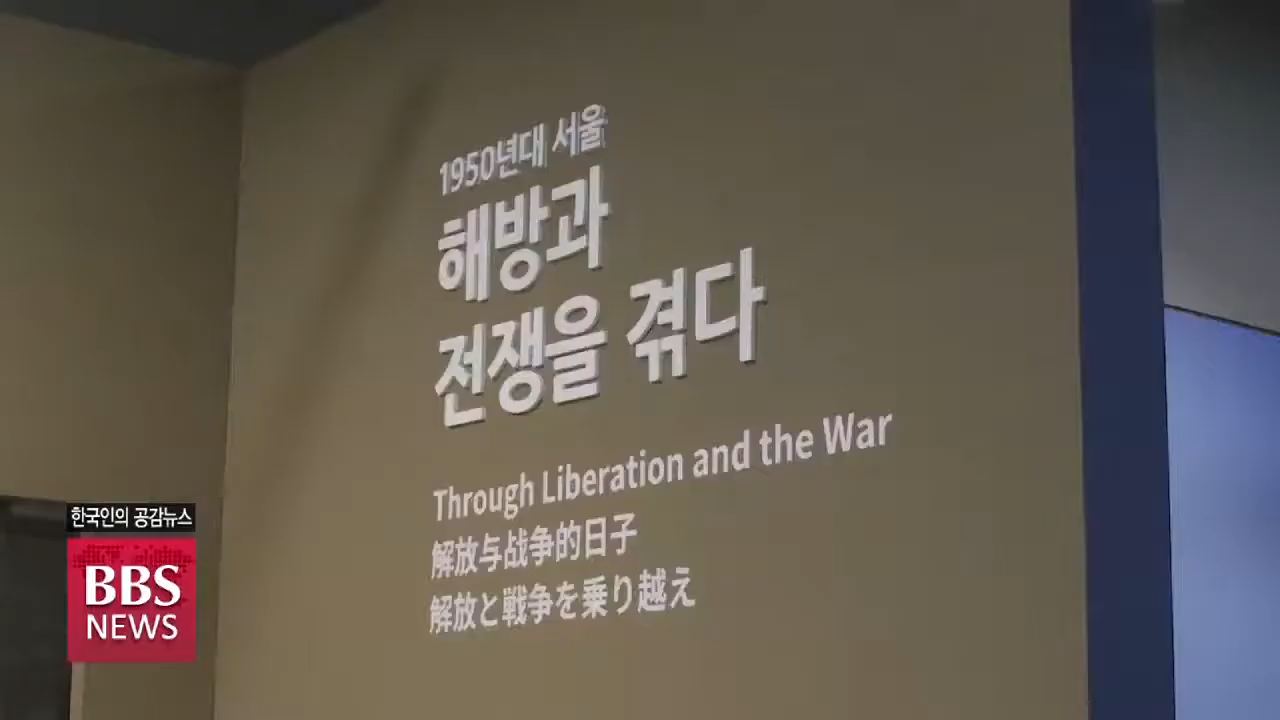 1950년대 서울
해방과
전쟁을 겪다
Through Liberation and the War
解放与战争的日子
解放と戦争を乗り越え
한국인의 공감뉴스
BBS
NEWS